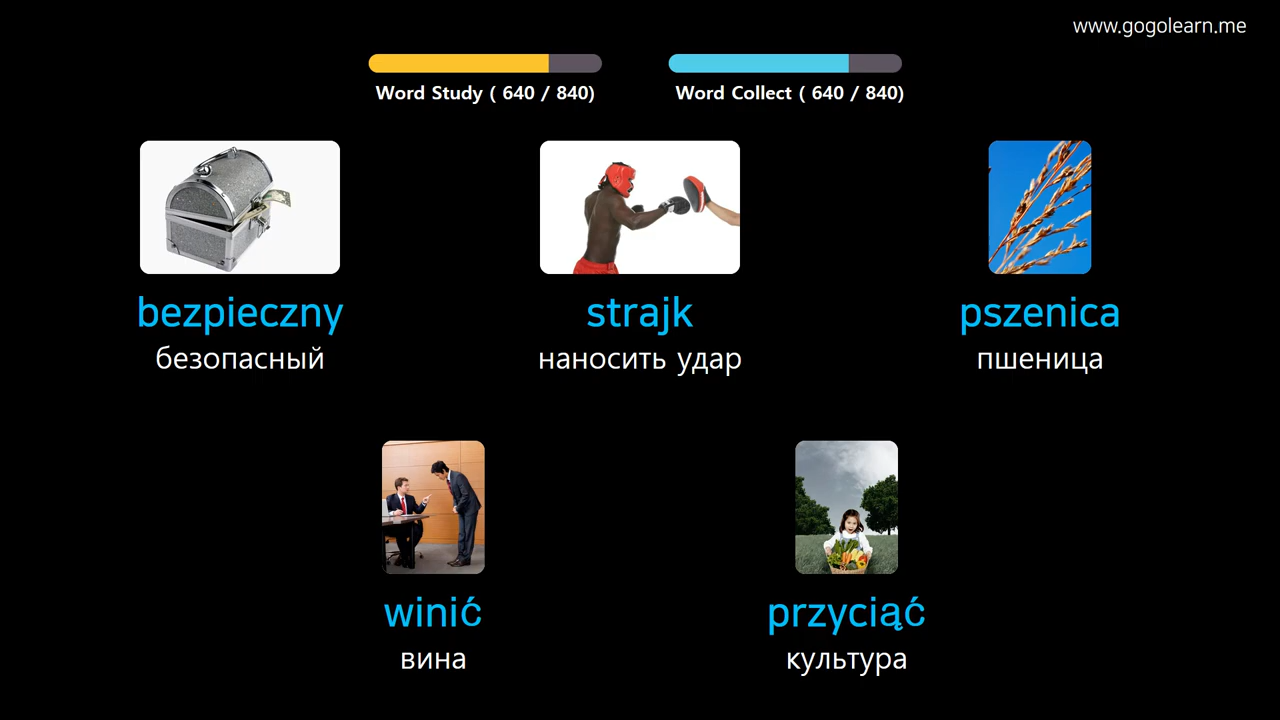 www.gogolearn.me
Word Study ( 640 / 840)
Word Collect ( 640 / 840)
bezpieczny
безопасный
strajk
наносить удар
pszenica
пшеница
winić
вина
przyciąć
культура